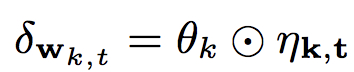 δ_{𝐰_{k,t}} = θ_k ⊙ η_{𝐤,𝐭}